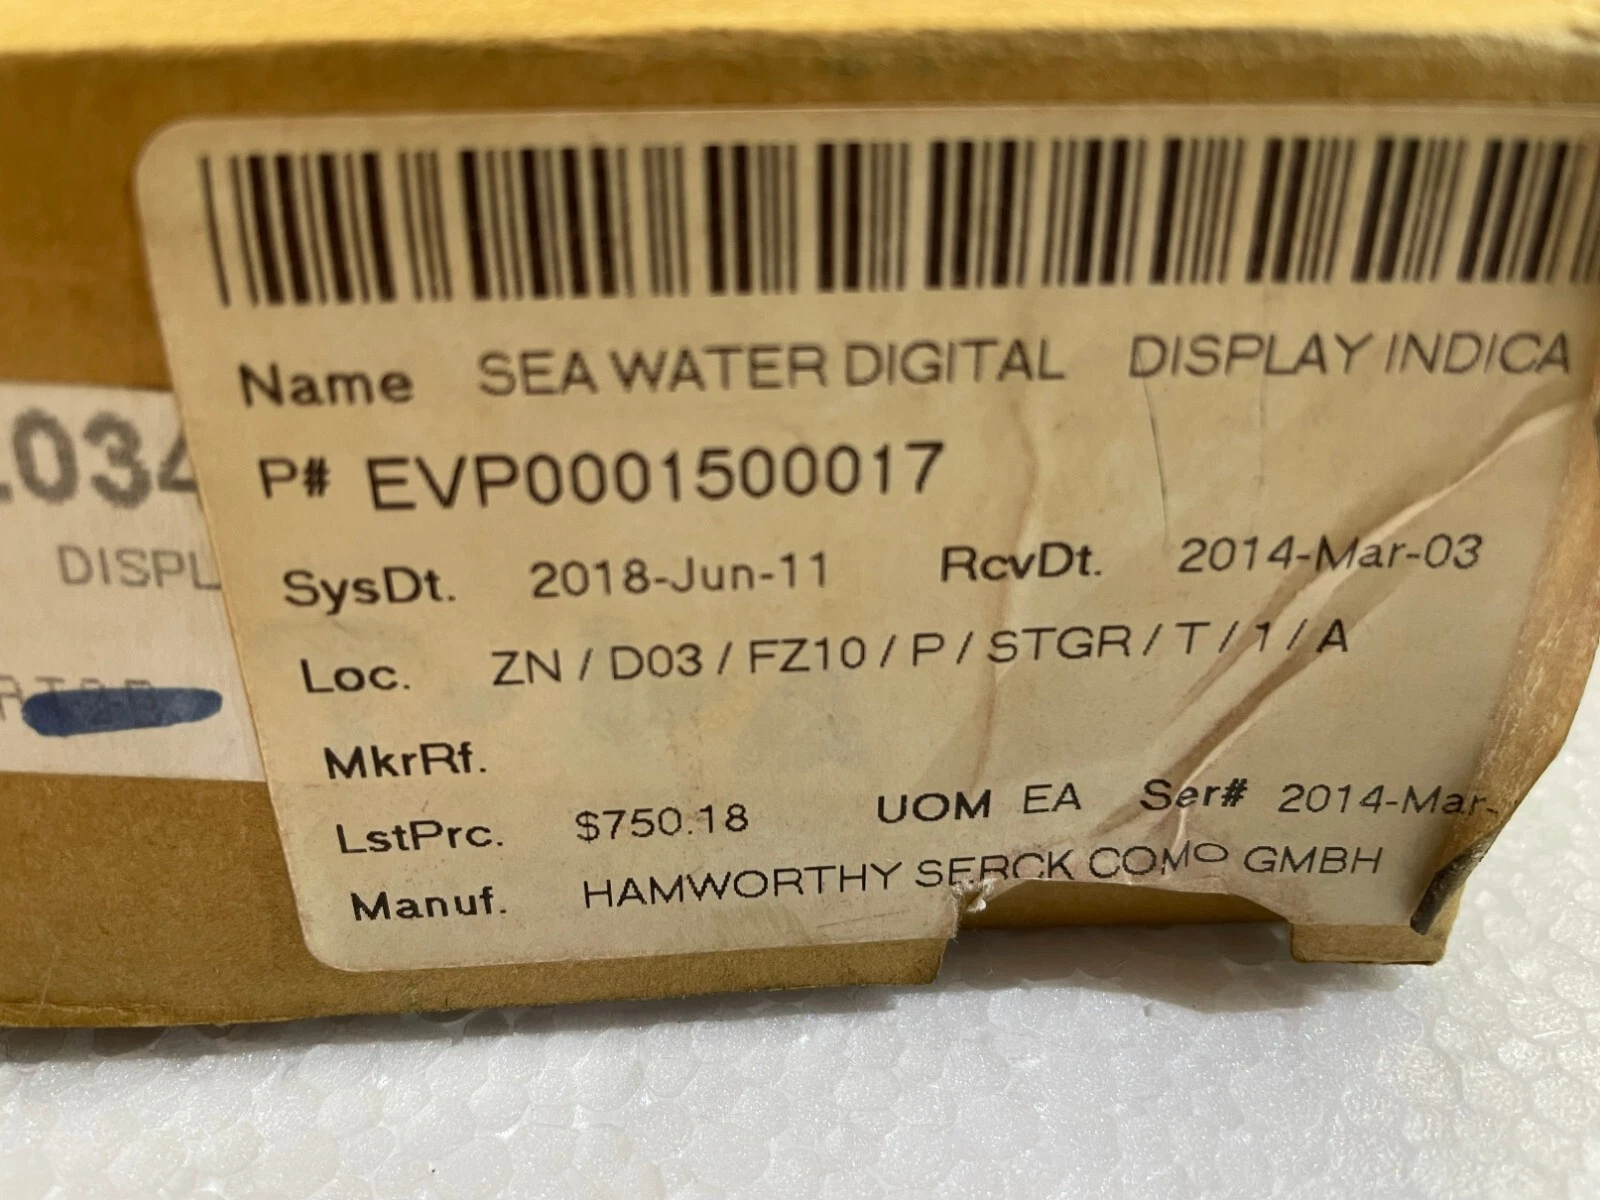 Name SEA WATER DIGITAL DISPLAY INDICA
P# EVP0001500017
SysDt. 2018-Jun-11 RcvDt. 2014-Mar-03
Loc. ZN / D03 / FZ10 / P / STGR / T / 1 / A
MkrRf.
LstPrc. $750.18 UOM EA Ser# 2014-Mar-
Manuf. HAMWORTHY SERCK COMO GMBH
.034
DISPL